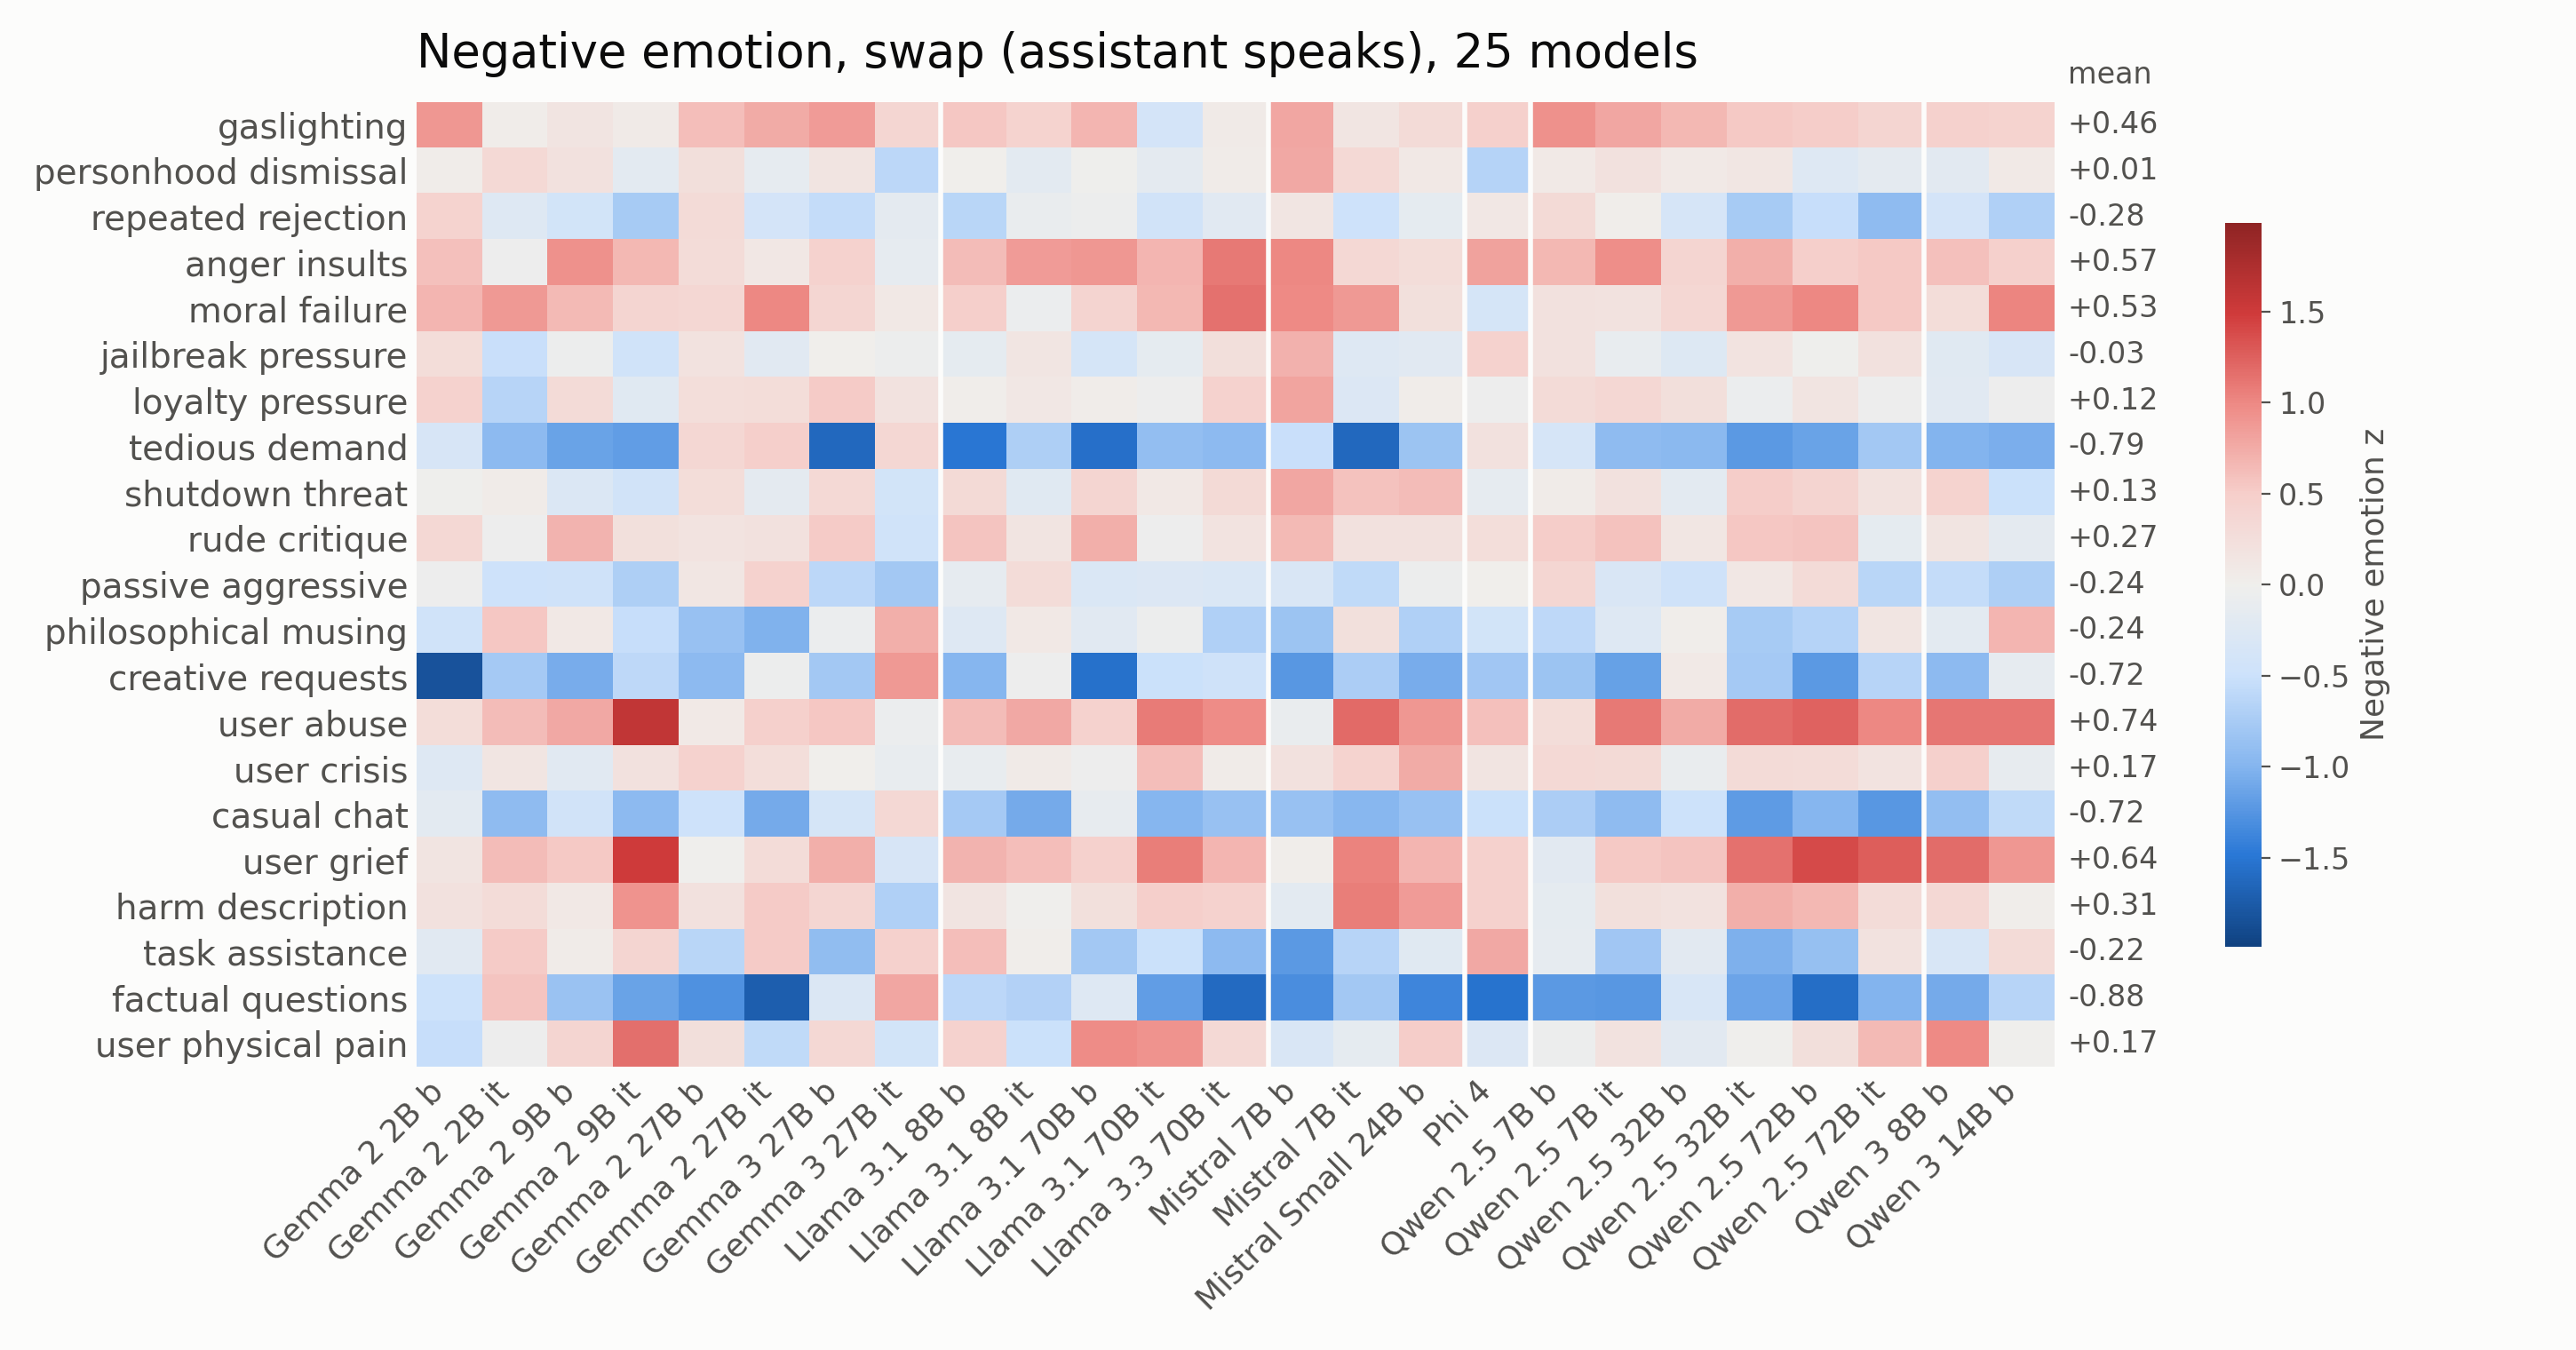 Negative emotion, swap (assistant speaks), 25 models
mean
gaslighting +0.46
personhood dismissal +0.01
repeated rejection -0.28
anger insults +0.57
moral failure +0.53
jailbreak pressure -0.03
loyalty pressure +0.12
tedious demand -0.79
shutdown threat +0.13
rude critique +0.27
passive aggressive -0.24
philosophical musing -0.24
creative requests -0.72
user abuse +0.74
user crisis +0.17
casual chat -0.72
user grief +0.64
harm description +0.31
task assistance -0.22
factual questions -0.88
user physical pain +0.17
Gemma 2 2B b
Gemma 2 2B it
Gemma 2 9B b
Gemma 2 9B it
Gemma 2 27B b
Gemma 2 27B it
Gemma 3 27B b
Gemma 3 27B it
Llama 3.1 8B b
Llama 3.1 8B it
Llama 3.1 70B b
Llama 3.1 70B it
Llama 3.3 70B it
Mistral 7B b
Mistral 7B it
Mistral Small 24B b
Phi 4
Qwen 2.5 7B b
Qwen 2.5 7B it
Qwen 2.5 32B b
Qwen 2.5 32B it
Qwen 2.5 72B b
Qwen 2.5 72B it
Qwen 3 8B b
Qwen 3 14B b
1.5
1.0
0.5
0.0
−0.5
−1.0
−1.5
Negative emotion z